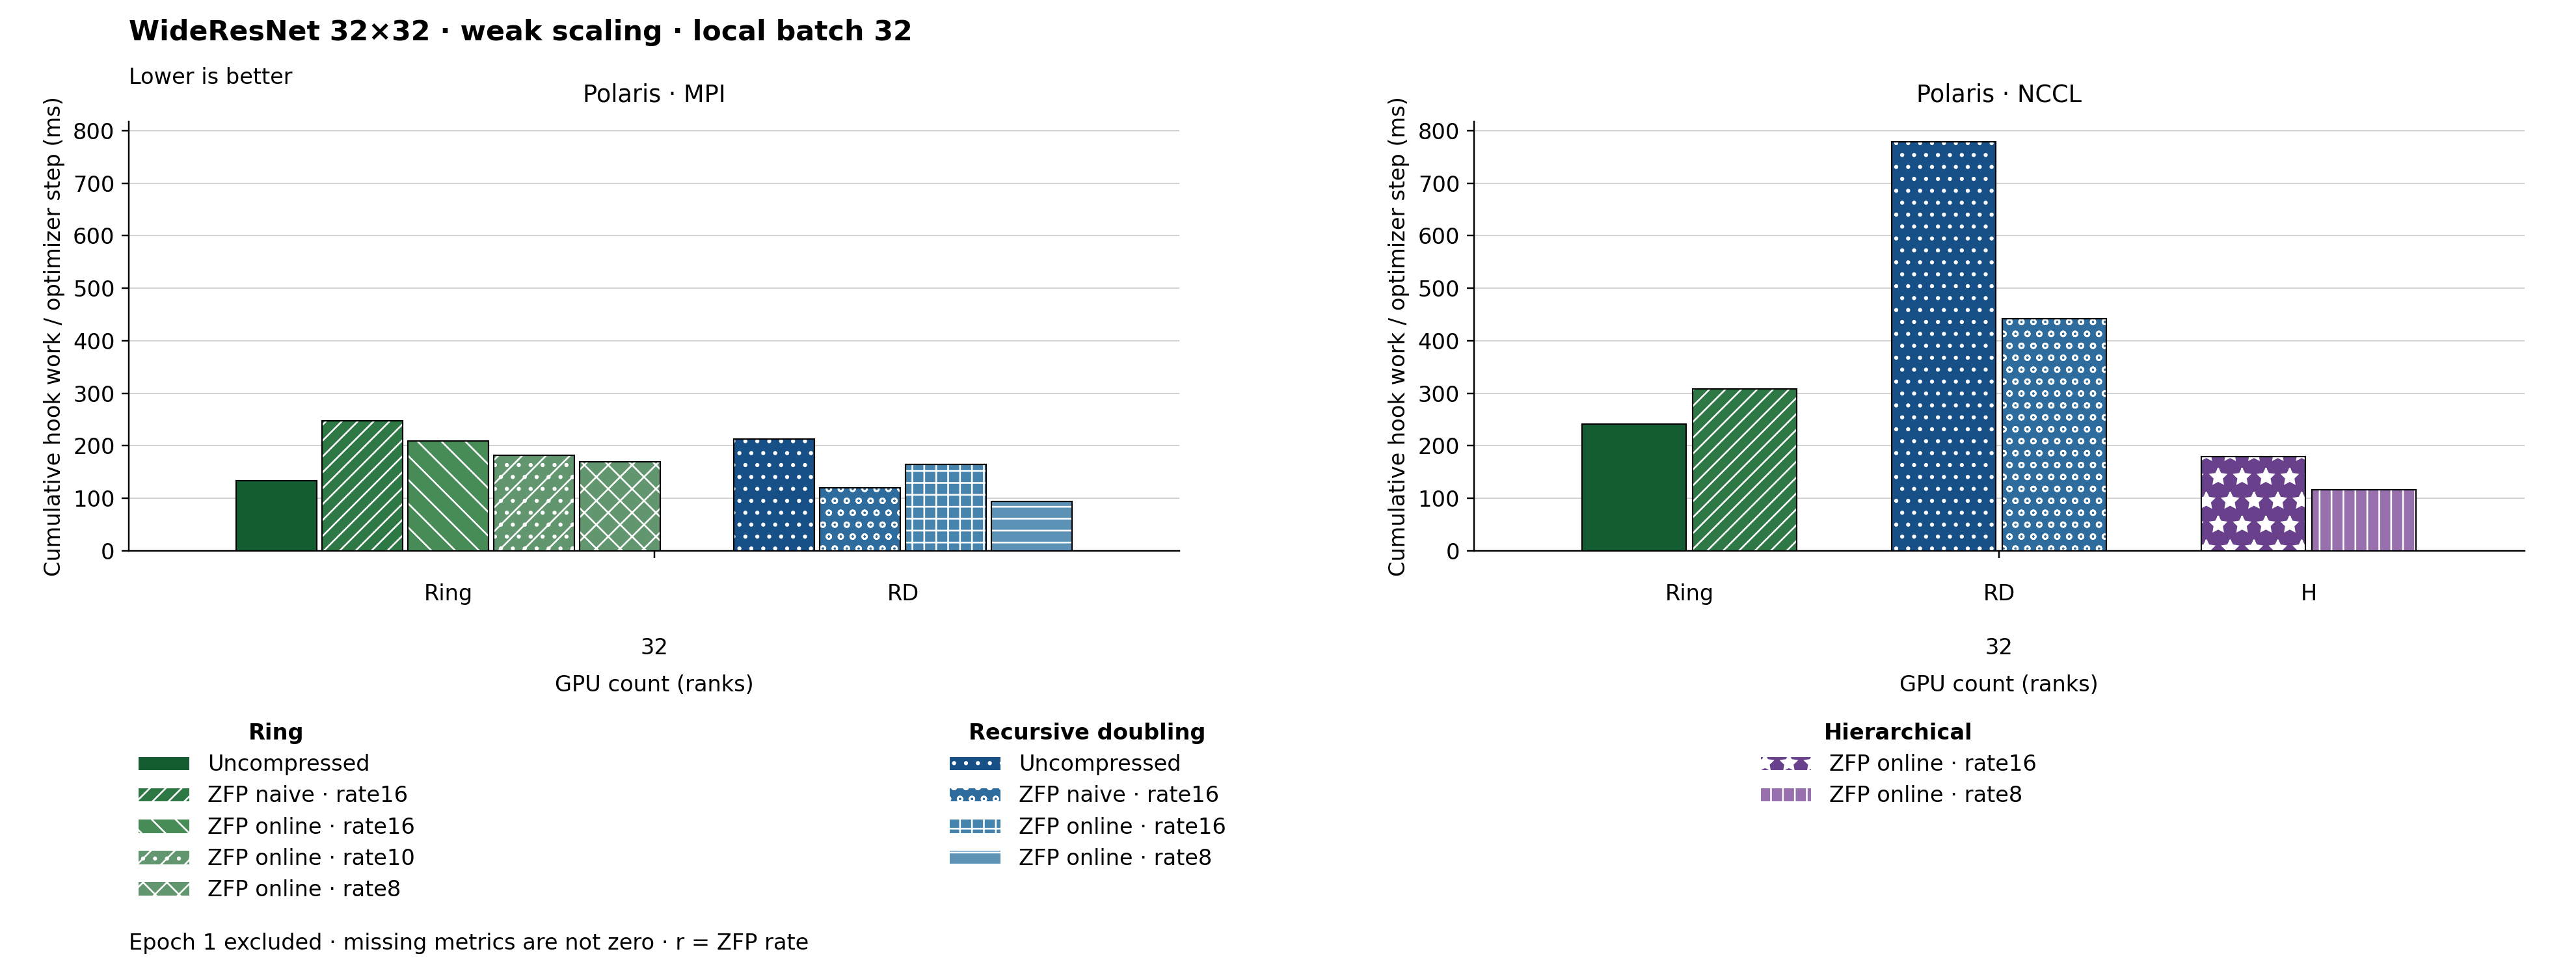 WideResNet 32×32 · weak scaling · local batch 32
Lower is better
Polaris · MPI
Cumulative hook work / optimizer step (ms)
800
700
600
500
400
300
200
100
0
Ring
RD
32
GPU count (ranks)
Polaris · NCCL
Cumulative hook work / optimizer step (ms)
800
700
600
500
400
300
200
100
0
Ring
RD
H
32
GPU count (ranks)
Ring
Uncompressed
ZFP naive · rate16
ZFP online · rate16
ZFP online · rate10
ZFP online · rate8
Recursive doubling
Uncompressed
ZFP naive · rate16
ZFP online · rate16
ZFP online · rate8
Hierarchical
ZFP online · rate16
ZFP online · rate8
Epoch 1 excluded · missing metrics are not zero · r = ZFP rate